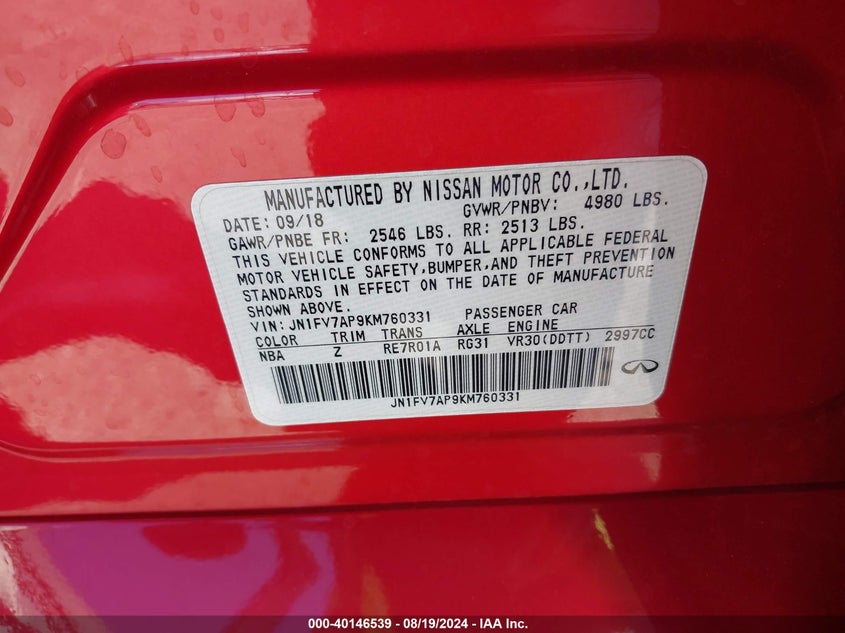 MANUFACTURED BY NISSAN MOTOR CO.,LTD.
DATE: 09/18 GVWR/PNBV: 4980 LBS.
GAWR/PNBE FR: 2546 LBS. RR: 2513 LBS.
THIS VEHICLE CONFORMS TO ALL APPLICABLE FEDERAL
MOTOR VEHICLE SAFETY,BUMPER,AND THEFT PREVENTION
STANDARDS IN EFFECT ON THE DATE OF MANUFACTURE
SHOWN ABOVE.
VIN: JN1FV7AP9KM760331 PASSENGER CAR
COLOR TRIM TRANS AXLE ENGINE
NBA Z RE7R01A RG31 VR30(DDTT) 2997CC
JN1FV7AP9KM760331
000-40146539 - 08/19/2024 - IAA Inc.